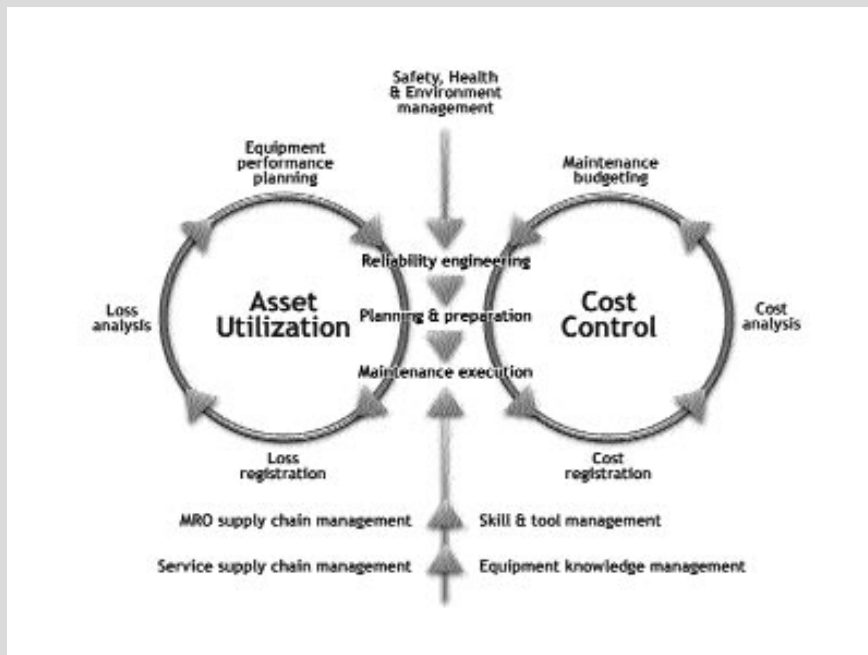 Safety, Health
& Environment
management
Equipment
performance
planning
Maintenance
budgeting
Reliability engineering
Loss
analysis
Asset
Utilization
Planning & preparation
Cost
Control
Cost
analysis
Maintenance execution
Loss
registration
Cost
registration
MRO supply chain management
Skill & tool management
Service supply chain management
Equipment knowledge management